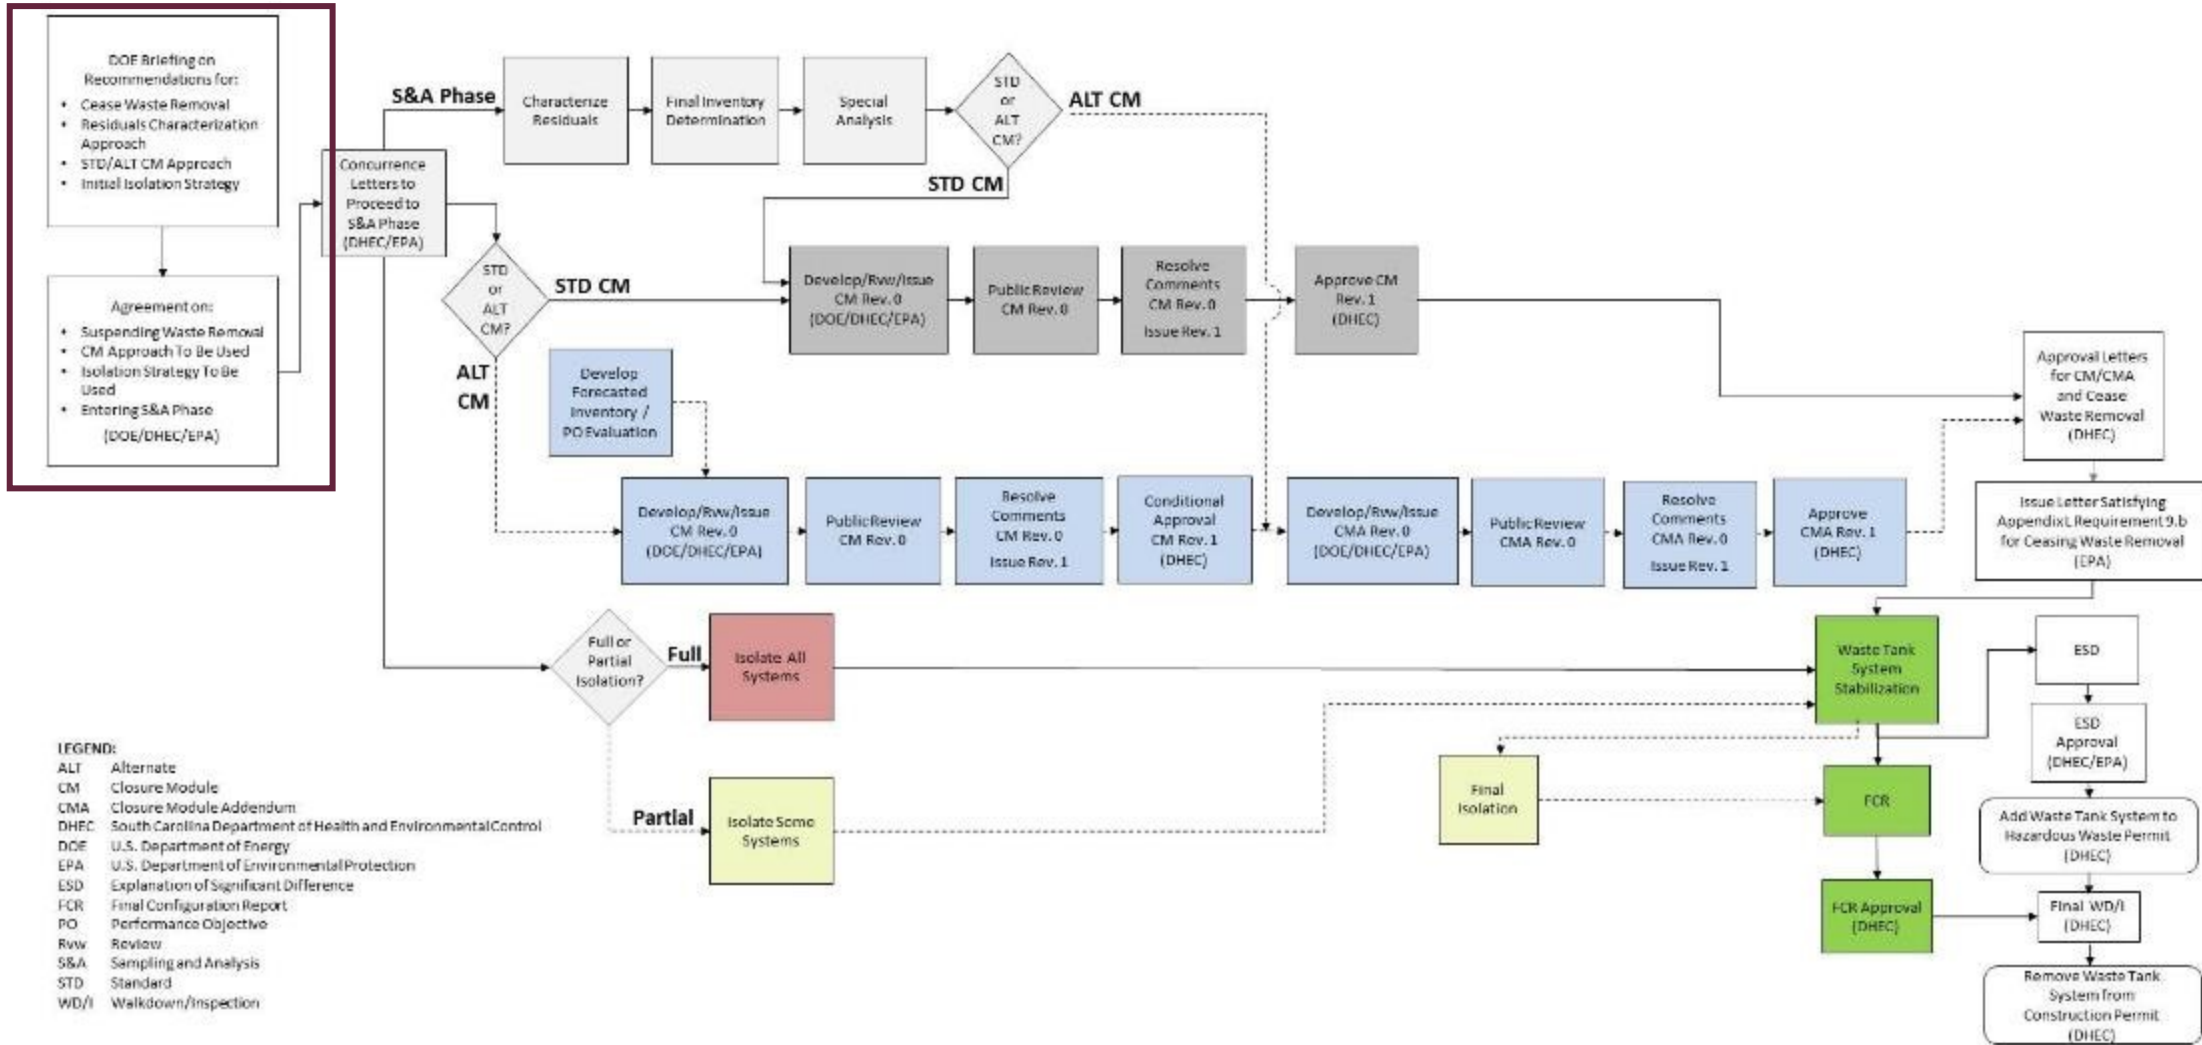 DOE Briefing on
Recommendations for:
• Cease Waste Removal
• Residuals Characterization
Approach
• STD/ALT CM Approach
• Initial Isolation Strategy
Agreement on:
• Suspending Waste Removal
• CM Approach To Be Used
• Isolation Strategy To Be
Used
• Entering S&A Phase
(DOE/DHEC/EPA)
Concurrence
Letters to
Proceed to
S&A Phase
(DHEC/EPA)
S&A Phase
Characterize
Residuals
Final Inventory
Determination
Special
Analysis
STD
or
ALT
CM?
ALT CM
STD CM
STD
or
ALT
CM?
STD CM
ALT
CM
Develop/Rvw/Issue
CM Rev. 0
(DOE/DHEC/EPA)
Public Review
CM Rev. 0
Resolve
Comments
CM Rev. 0
Issue Rev. 1
Approve CM
Rev. 1
(DHEC)
Develop
Forecasted
Inventory /
PO Evaluation
Develop/Rvw/Issue
CM Rev. 0
(DOE/DHEC/EPA)
Public Review
CM Rev. 0
Resolve
Comments
CM Rev. 0
Issue Rev. 1
Conditional
Approval
CM Rev. 1
(DHEC)
Develop/Rvw/Issue
CMA Rev. 0
(DOE/DHEC/EPA)
Public Review
CMA Rev. 0
Resolve
Comments
CMA Rev. 0
Issue Rev. 1
Approve
CMA Rev. 1
(DHEC)
Approval Letters
for CM/CMA
and Cease
Waste Removal
(DHEC)
Issue Letter Satisfying
Appendix L Requirement 9.b
for Ceasing Waste Removal
(EPA)
Full or
Partial
Isolation?
Full
Isolate All
Systems
Partial
Isolate Some
Systems
Waste Tank
System
Stabilization
Final
Isolation
FCR
FCR Approval
(DHEC)
ESD
ESD
Approval
(DHEC/EPA)
Add Waste Tank System to
Hazardous Waste Permit
(DHEC)
Final WD/I
(DHEC)
Remove Waste Tank
System from
Construction Permit
(DHEC)
LEGEND:
ALT Alternate
CM Closure Module
CMA Closure Module Addendum
DHEC South Carolina Department of Health and Environmental Control
DOE U.S. Department of Energy
EPA U.S. Department of Environmental Protection
ESD Explanation of Significant Difference
FCR Final Configuration Report
PO Performance Objective
Rvw Review
S&A Sampling and Analysis
STD Standard
WD/I Walkdown/Inspection